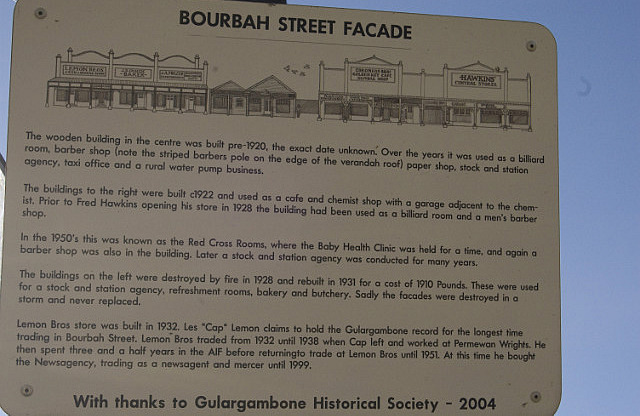 BOURBAH STREET FACADE
LEMON BROS
HAWKINS'
The wooden building in the centre was built pre-1920, the exact date unknown. Over the years it was used as a billiard
room, barber shop (note the striped barbers pole on the edge of the verandah roof) paper shop, stock and station
agency, taxi office and a rural water pump business.
The buildings to the right were built c1922 and used as a cafe and chemist shop with a garage adjacent to the chem-
ist. Prior to Fred Hawkins opening his store in 1928 the building had been used as a billiard room and a men's barber
shop.
In the 1950's this was known as the Red Cross Rooms, where the Baby Health Clinic was held for a time, and again a
barber shop was also in the building. Later a stock and station agency was conducted for many years.
The buildings on the left were destroyed by fire in 1928 and rebuilt in 1931 for a cost of 1910 Pounds. These were used
for a stock and station agency, refreshment rooms, bakery and butchery. Sadly the facades were destroyed in a
storm and never replaced.
Lemon Bros store was built in 1932. Les "Cap" Lemon claims to hold the Gulargambone record for the longest time
trading in Bourbah Street. Lemon Bros traded from 1932 until 1938 when Cap left and worked at Permewan Wrights. He
then spent three and a half years in the AIF before returningto trade at Lemon Bros until 1951. At this time he bought
the Newsagency, trading as a newsagent and mercer until 1999.
With thanks to Gulargambone Historical Society - 2004